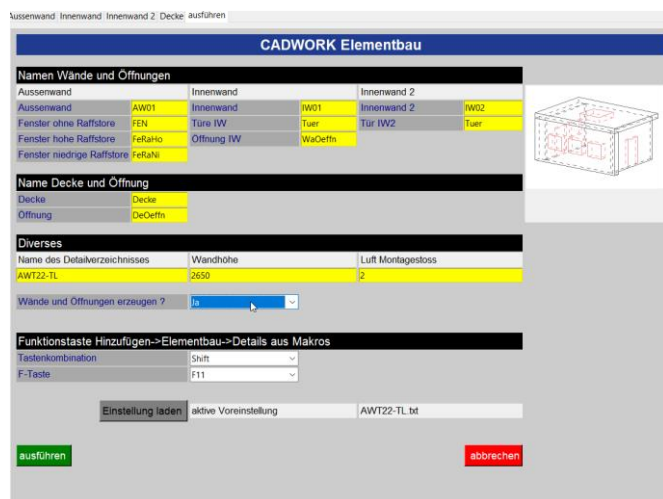 Aussenwand Innenwand Innenwand 2 Decke ausführen
CADWORK Elementbau
Namen Wände und Öffnungen
Aussenwand Innenwand Innenwand 2
Aussenwand AW01 Innenwand IW01 Innenwand 2 IW02
Fenster ohne Raffstore FEN Türe IW Tuer Tür IW2 Tuer
Fenster hohe Raffstore FeRaHo Öffnung IW WaOeffn
Fenster niedrige Raffstore FeRaNi
Name Decke und Öffnung
Decke Decke
Öffnung DeOeffn
Diverses
Name des Detailverzeichnisses Wandhöhe Luft Montagestoss
AWT22-TL 2650 2
Wände und Öffnungen erzeugen ? Ja
Funktionstaste Hinzufügen->Elementbau->Details aus Makros
Tastenkombination Shift
F-Taste F11
Einstellung laden aktive Voreinstellung AWT22-TL.txt
ausführen abbrechen